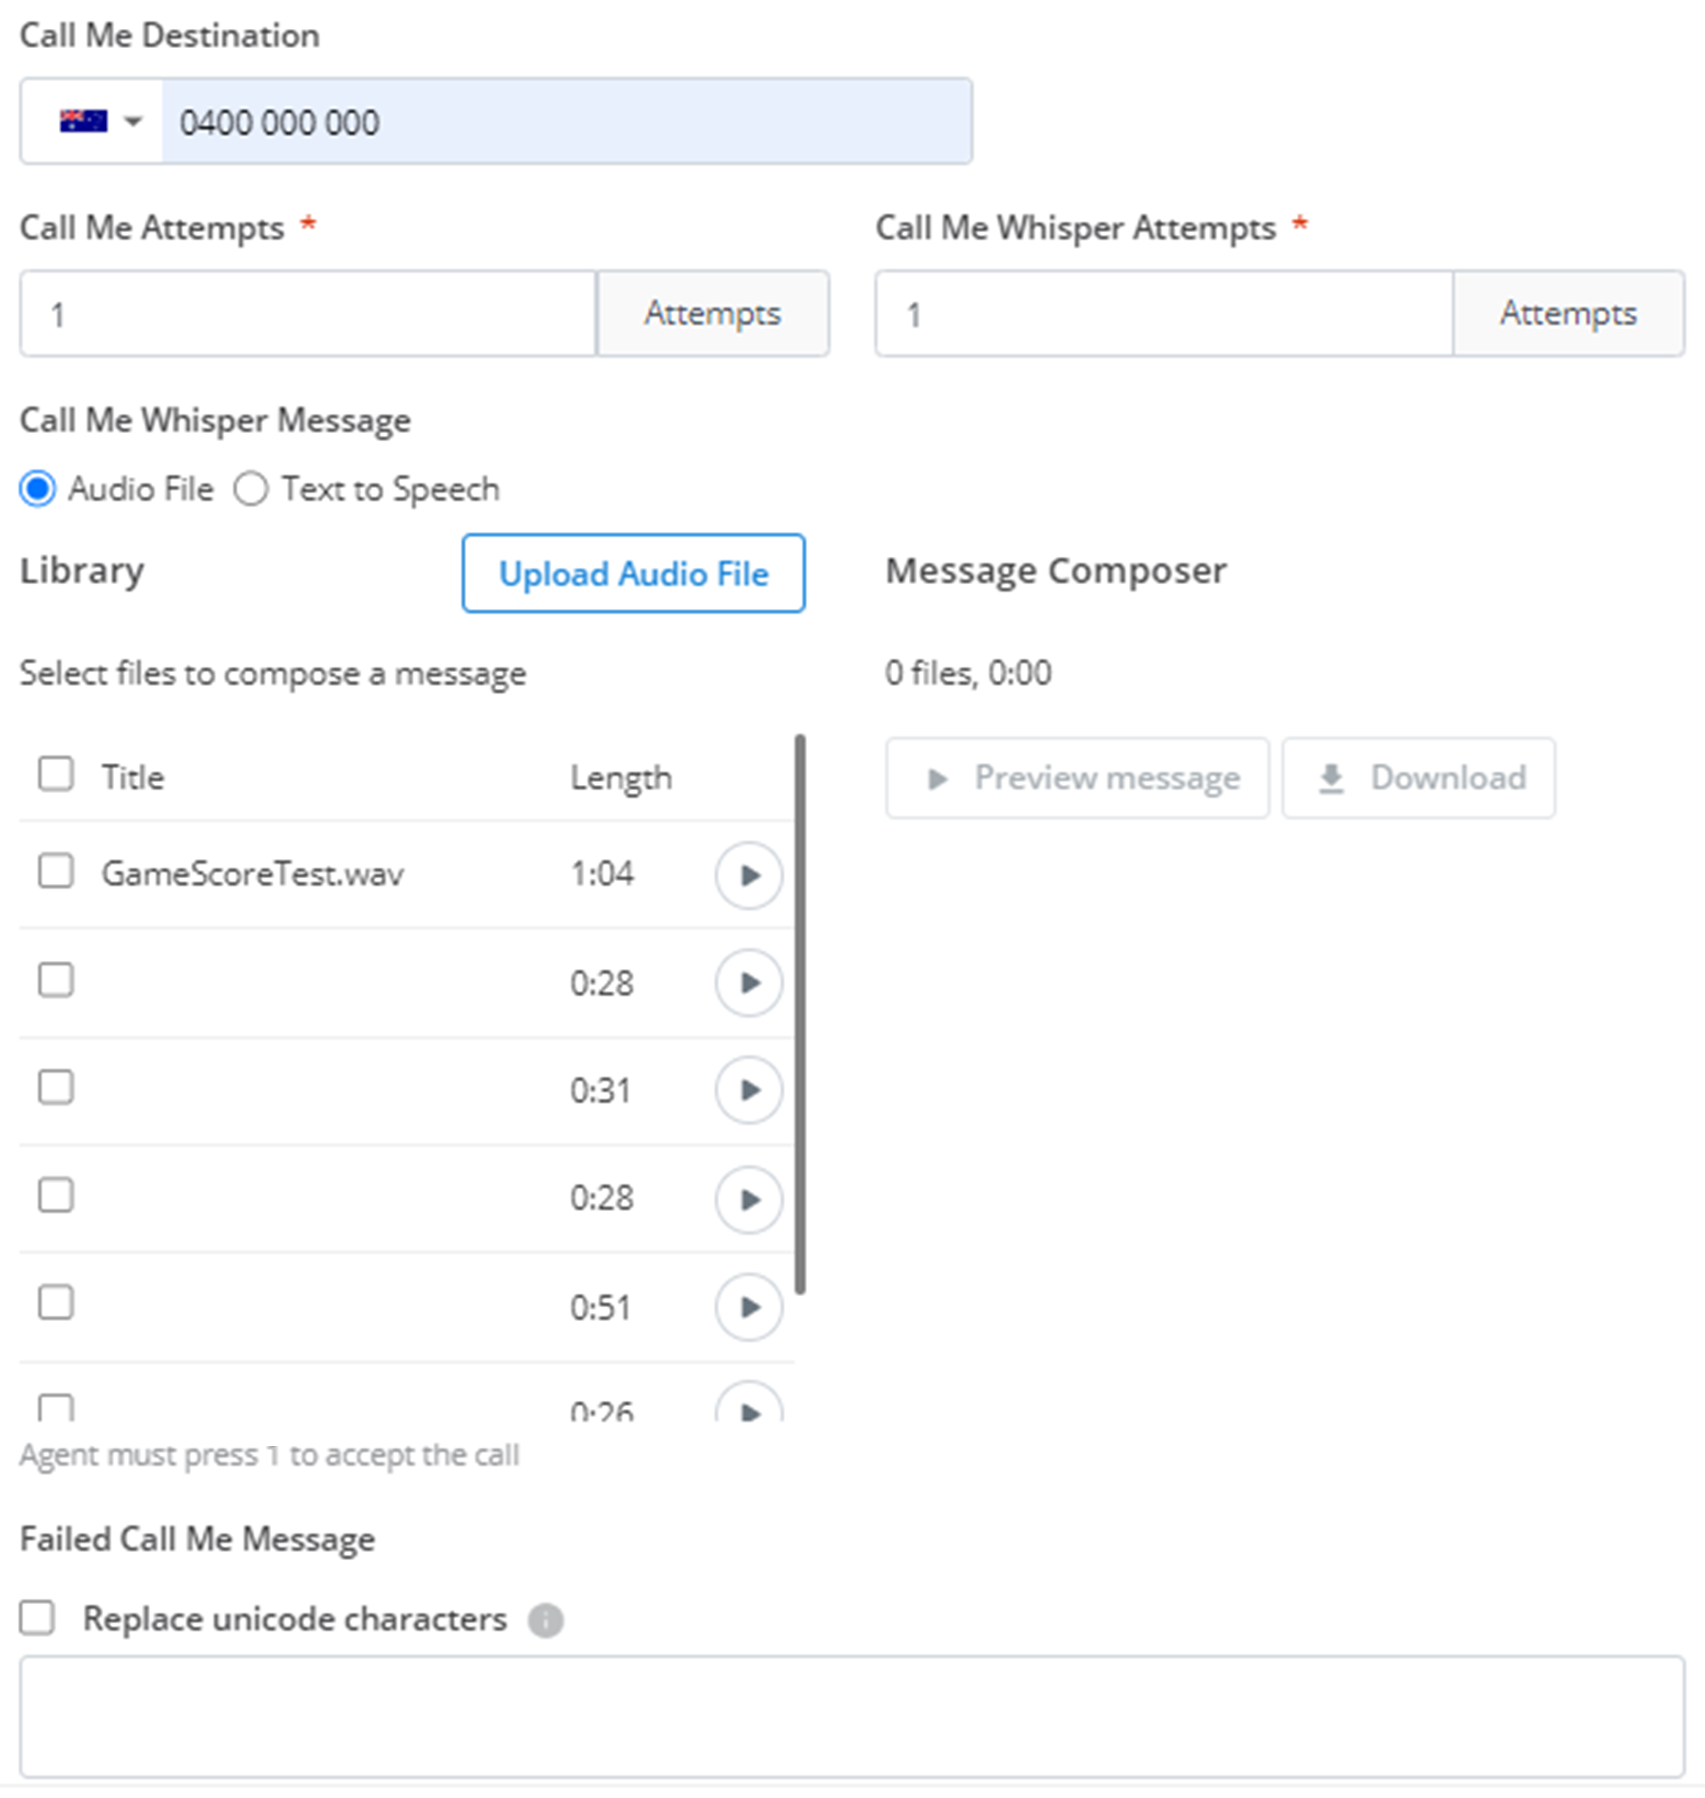 Call Me Destination
0400 000 000
Call Me Attempts *
Call Me Whisper Attempts *
1 Attempts
1 Attempts
Call Me Whisper Message
Audio File Text to Speech
Library
Upload Audio File
Message Composer
Select files to compose a message
0 files, 0:00
Title Length
Preview message
Download
GameScoreTest.wav 1:04
0:28
0:31
0:28
0:51
0:26
Agent must press 1 to accept the call
Failed Call Me Message
Replace unicode characters